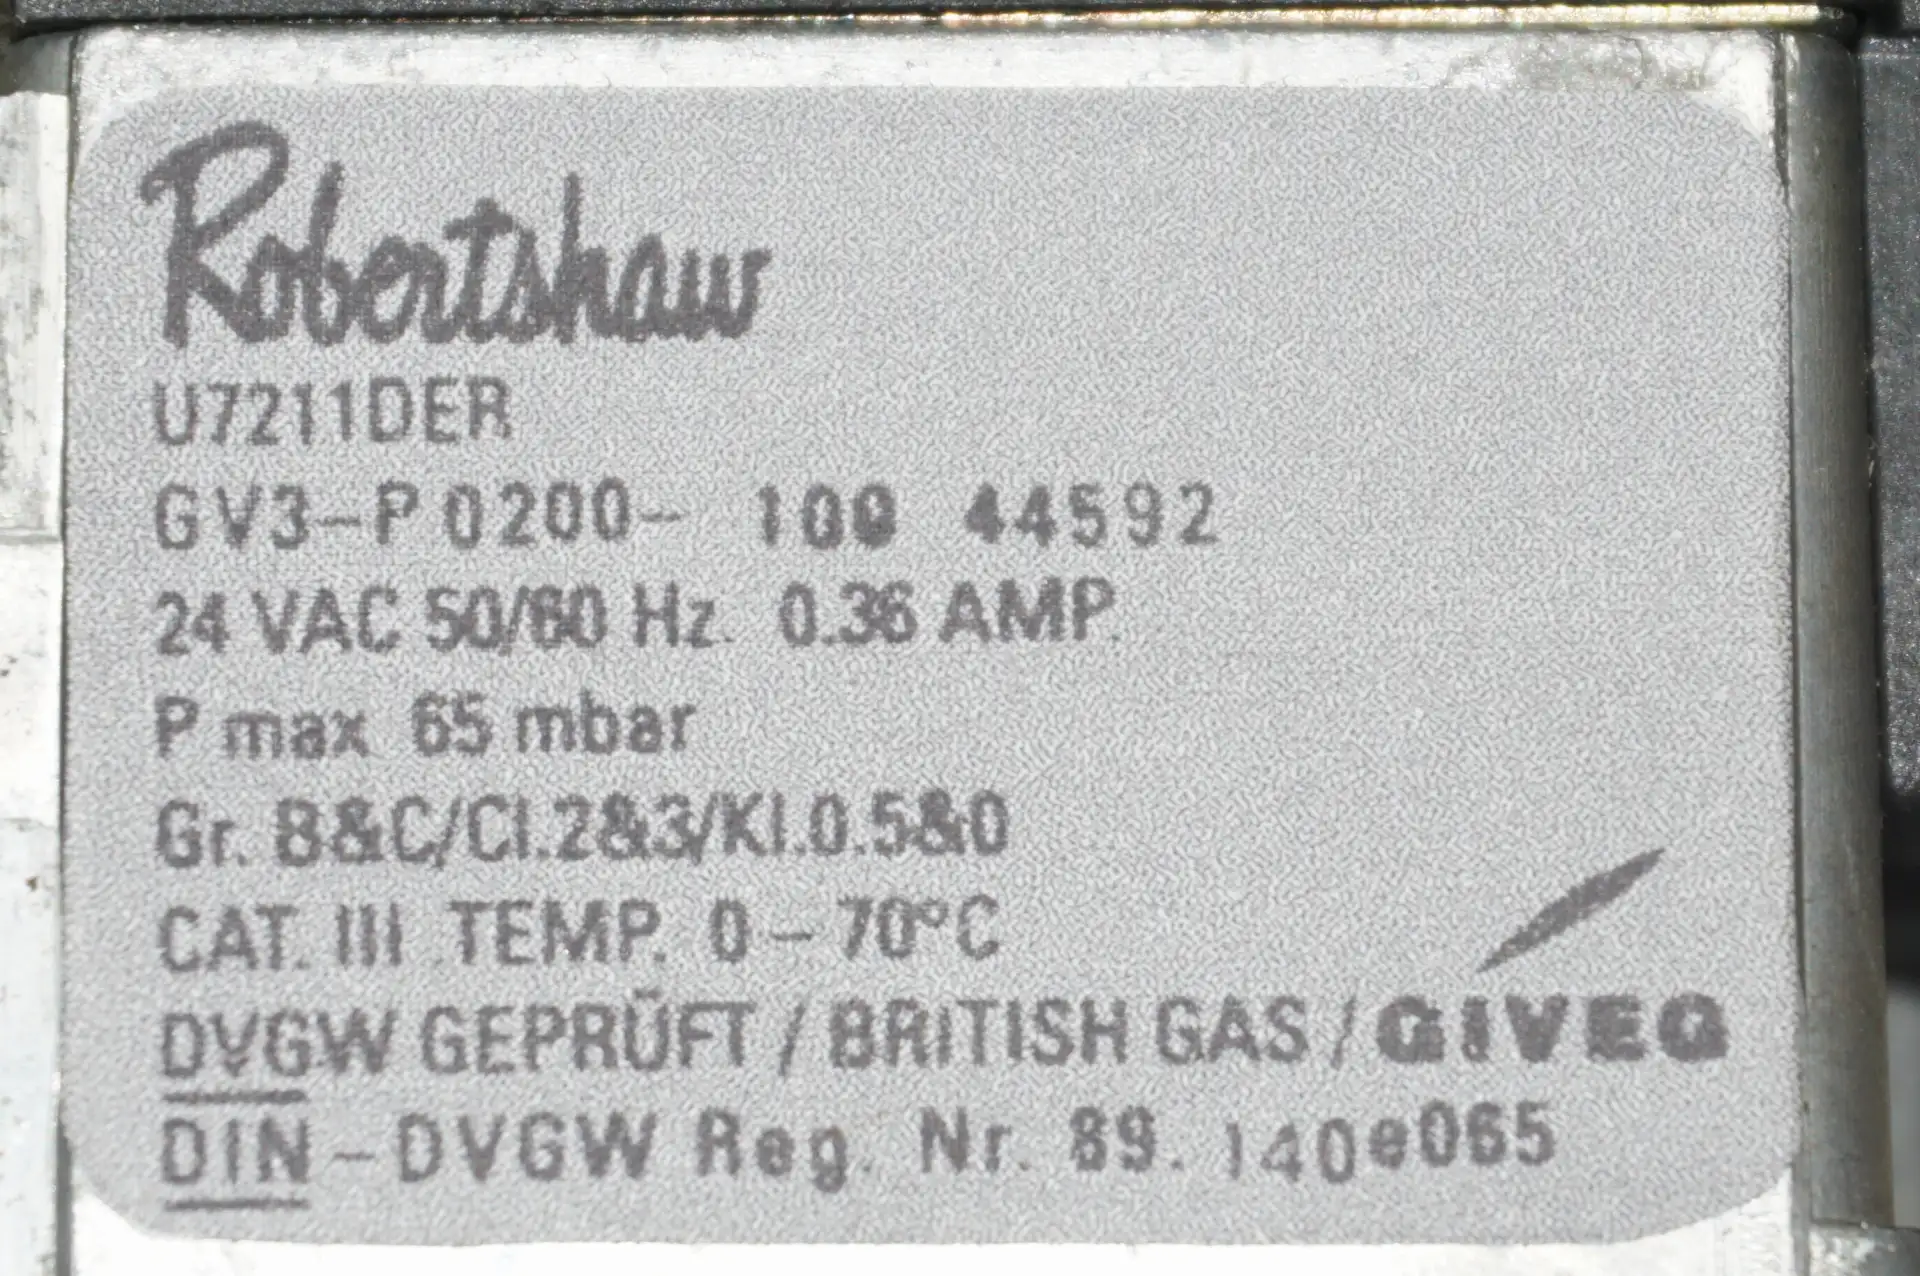 Robertshaw
U7211DER
GV3-P 0200- 100 44592
24 VAC 50/60 Hz. 0.36 AMP.
P max 65 mbar
Gr. B&C/Cl.2&3/Kl.0.5&0
CAT. III TEMP. 0-70°C
DVGW GEPRÜFT / BRITISH GAS / GIVEG
DIN-DVGW Reg. Nr. 89. 140e065